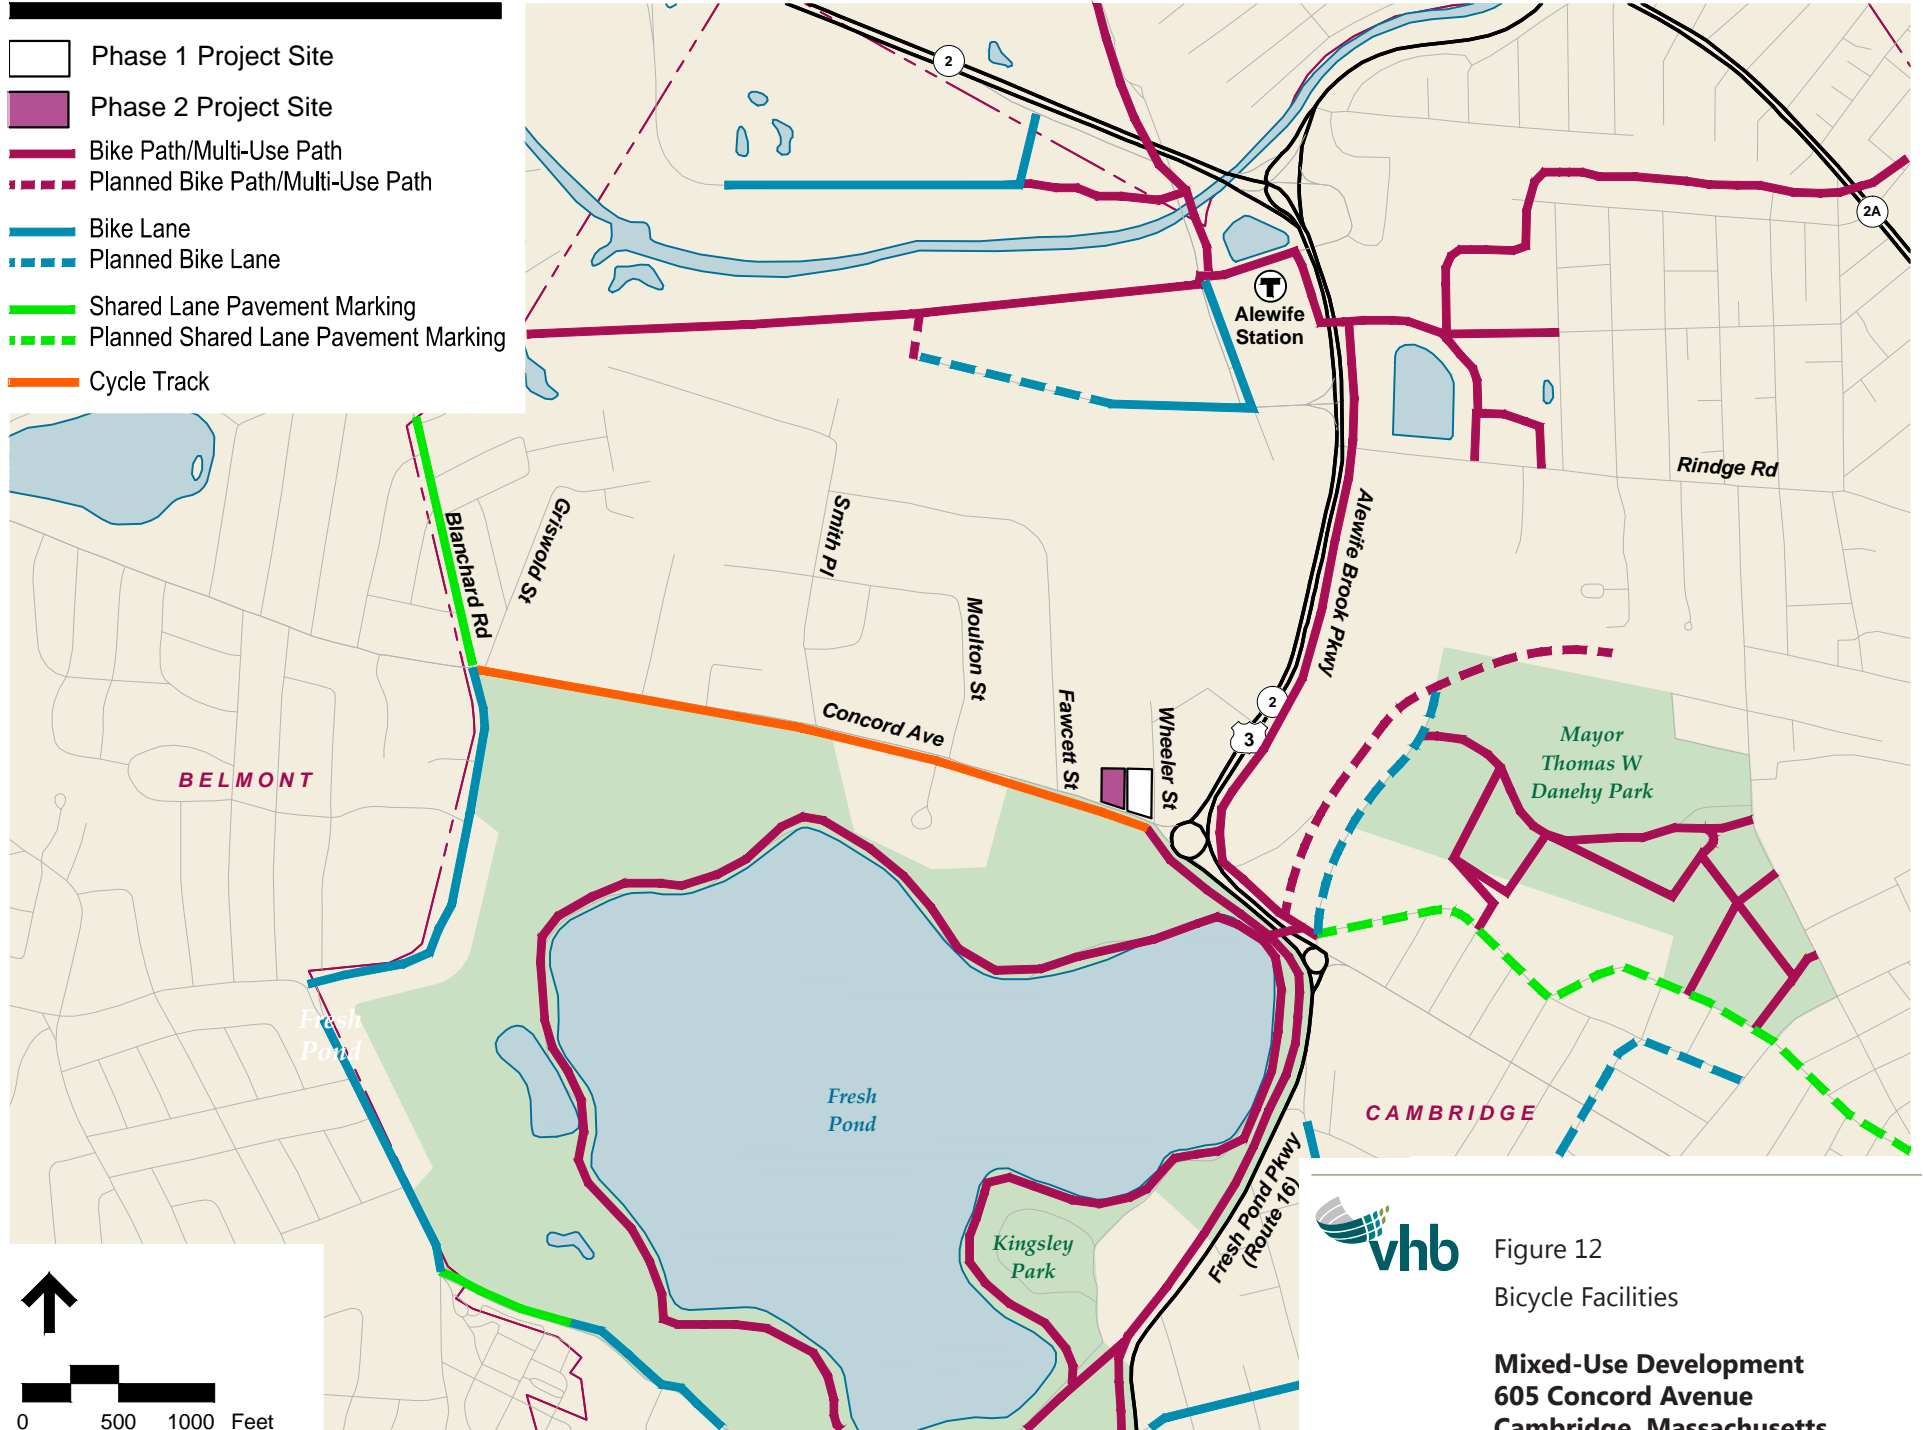 Phase 1 Project Site
Phase 2 Project Site
Bike Path/Multi-Use Path
Planned Bike Path/Multi-Use Path
Bike Lane
Planned Bike Lane
Shared Lane Pavement Marking
Planned Shared Lane Pavement Marking
Cycle Track
2
2A
T
Alewife
Station
Rindge Rd
Blanchard Rd
Griswold St
Smith Pl
Moulton St
Alewife Brook Pkwy
Concord Ave
Fawcett St
Wheeler St
2
3
BELMONT
Mayor
Thomas W
Danehy Park
Fresh
Pond
Fresh
Pond
CAMBRIDGE
Kingsley
Park
Fresh Pond Pkwy
(Route 16)
0 500 1000 Feet
vhb
Figure 12
Bicycle Facilities
Mixed-Use Development
605 Concord Avenue
Cambridge, Massachusetts